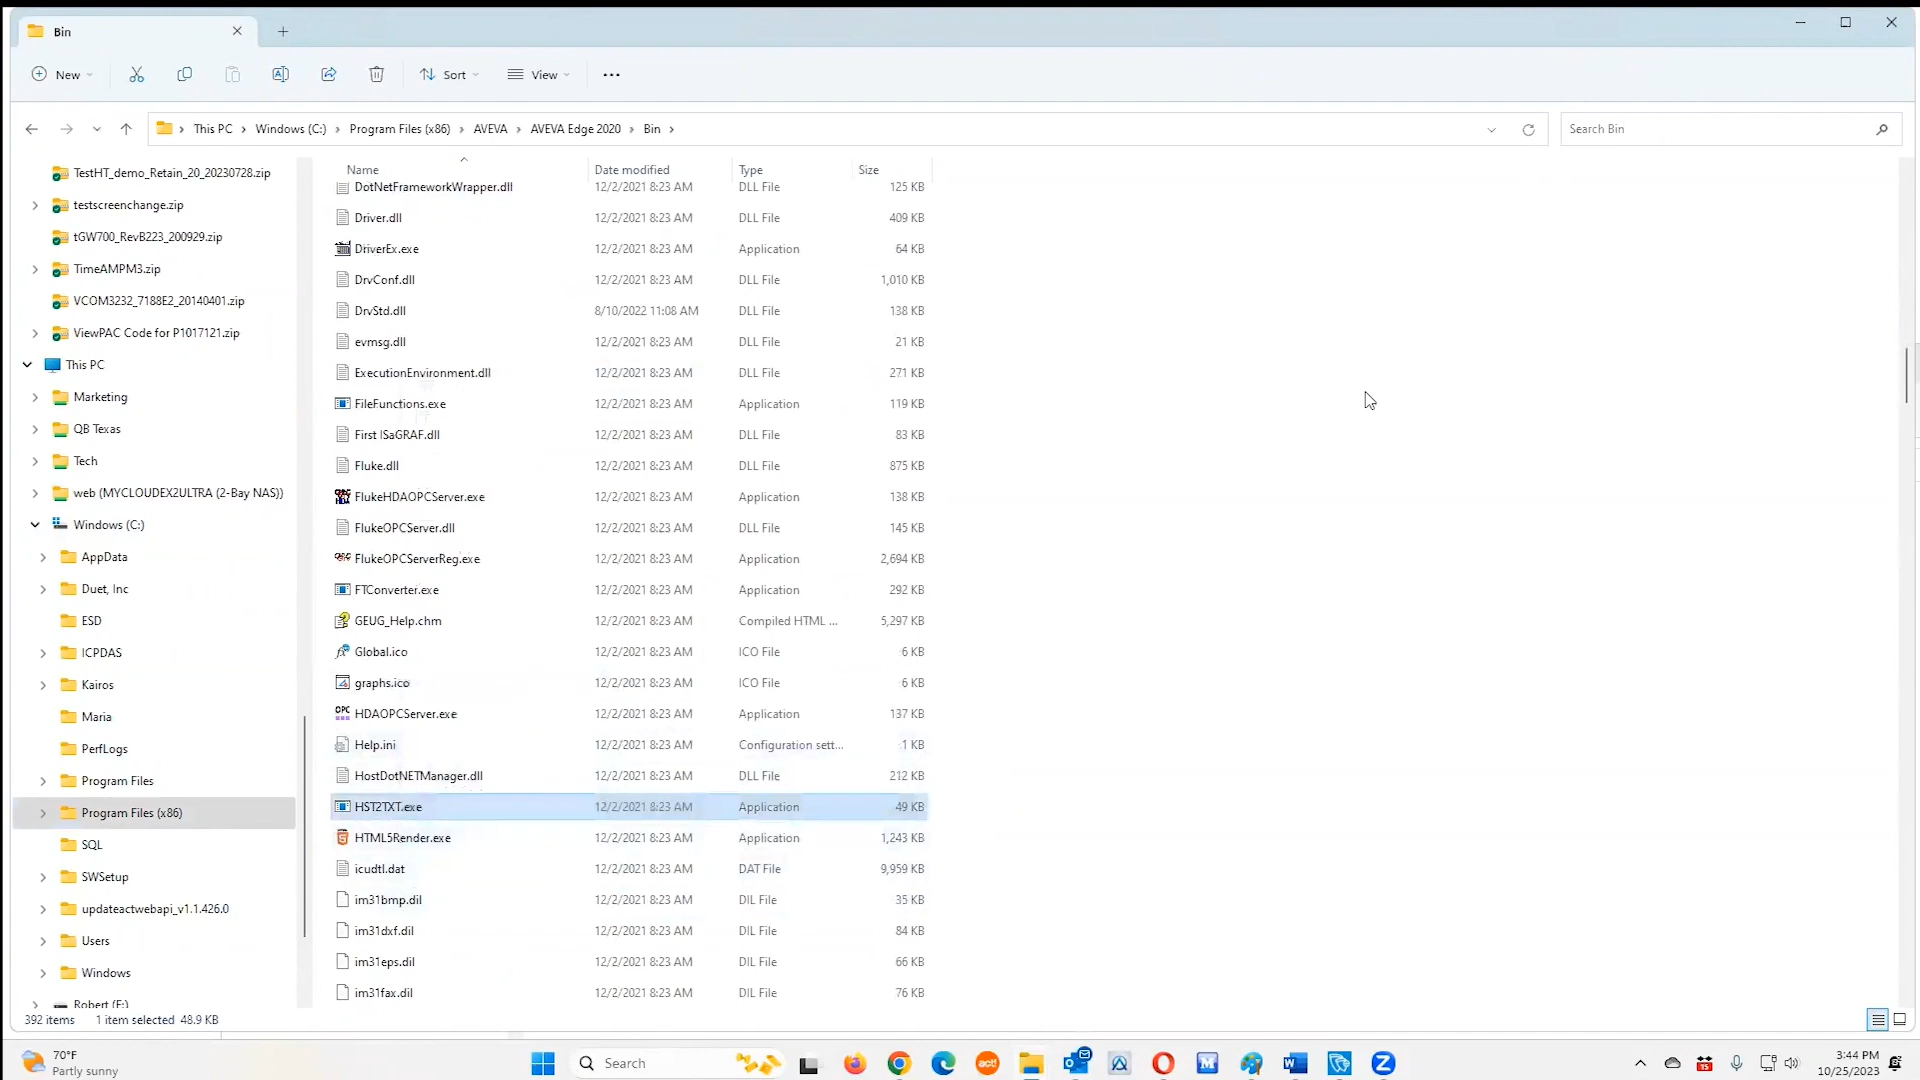 Bin
New
Sort
View
This PC > Windows (C:) > Program Files (x86) > AVEVA > AVEVA Edge 2020 > Bin >
Search Bin
TestHT_demo_Retain_20_20230728.zip
testscreenchange.zip
tGW700_RevB223_200929.zip
TimeAMPM3.zip
VCOM3232_7188E2_20140401.zip
ViewPAC Code for P1017121.zip
This PC
Marketing
QB Texas
Tech
web (MYCLOUDEX2ULTRA (2-Bay NAS))
Windows (C:)
AppData
Duet, Inc
ESD
ICPDAS
Kairos
Maria
PerfLogs
Program Files
Program Files (x86)
SQL
SWSetup
updateactwebapi_v1.1.426.0
Users
Windows
Robert (F:)
Name Date modified Type Size
DotNetFrameworkWrapper.dll 12/2/2021 8:23 AM DLL File 125 KB
Driver.dll 12/2/2021 8:23 AM DLL File 409 KB
DriverEx.exe 12/2/2021 8:23 AM Application 64 KB
DrvConf.dll 12/2/2021 8:23 AM DLL File 1,010 KB
DrvStd.dll 8/10/2022 11:08 AM DLL File 138 KB
evmsg.dll 12/2/2021 8:23 AM DLL File 21 KB
ExecutionEnvironment.dll 12/2/2021 8:23 AM DLL File 271 KB
FileFunctions.exe 12/2/2021 8:23 AM Application 119 KB
First ISaGRAF.dll 12/2/2021 8:23 AM DLL File 83 KB
Fluke.dll 12/2/2021 8:23 AM DLL File 875 KB
FlukeHDAOPCServer.exe 12/2/2021 8:23 AM Application 138 KB
FlukeOPCServer.dll 12/2/2021 8:23 AM DLL File 145 KB
FlukeOPCServerReg.exe 12/2/2021 8:23 AM Application 2,694 KB
FTConverter.exe 12/2/2021 8:23 AM Application 292 KB
GEUG_Help.chm 12/2/2021 8:23 AM Compiled HTML ... 5,297 KB
Global.ico 12/2/2021 8:23 AM ICO File 6 KB
graphs.ico 12/2/2021 8:23 AM ICO File 6 KB
HDAOPCServer.exe 12/2/2021 8:23 AM Application 137 KB
Help.ini 12/2/2021 8:23 AM Configuration sett... 1 KB
HostDotNETManager.dll 12/2/2021 8:23 AM DLL File 212 KB
HST2TXT.exe 12/2/2021 8:23 AM Application 49 KB
HTML5Render.exe 12/2/2021 8:23 AM Application 1,243 KB
icudtl.dat 12/2/2021 8:23 AM DAT File 9,959 KB
im31bmp.dil 12/2/2021 8:23 AM DIL File 35 KB
im31dxf.dil 12/2/2021 8:23 AM DIL File 84 KB
im31eps.dil 12/2/2021 8:23 AM DIL File 66 KB
im31fax.dil 12/2/2021 8:23 AM DIL File 76 KB
392 items 1 item selected 48.9 KB
70°F
Partly sunny
Search
act!
3:44 PM
10/25/2023